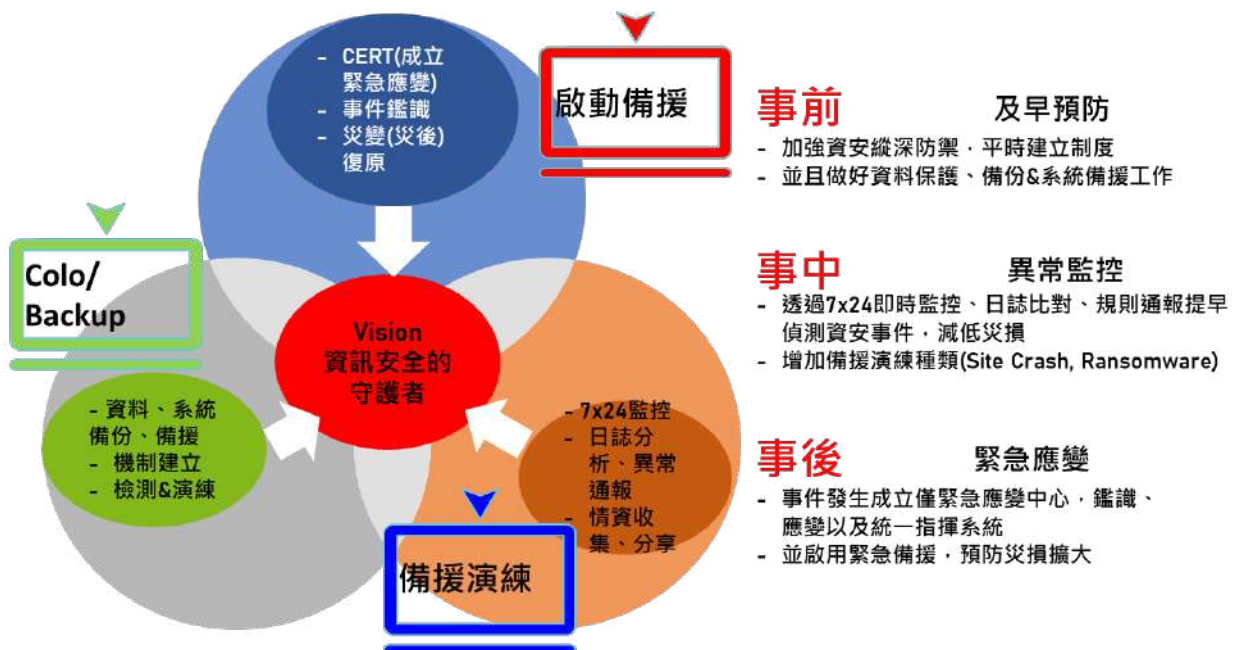 - CERT(成立
緊急應變)
- 事件鑑識
- 災變(災後)
復原
啟動備援
Colo/
Backup
Vision
資訊安全的
守護者
- 資料、系統
備份、備援
- 機制建立
- 檢測&演練
- 7x24監控
- 日誌分
析、異常
通報
- 情資收
集、分享
備援演練
事前 及早預防
- 加強資安縱深防禦，平時建立制度
- 並且做好資料保護、備份&系統備援工作
事中 異常監控
- 透過7x24即時監控、日誌比對、規則通報提早
偵測資安事件，減低災損
- 增加備援演練種類(Site Crash, Ransomware)
事後 緊急應變
- 事件發生成立僅緊急應變中心，鑑識、
應變以及統一指揮系統
- 並啟用緊急備援，預防災損擴大